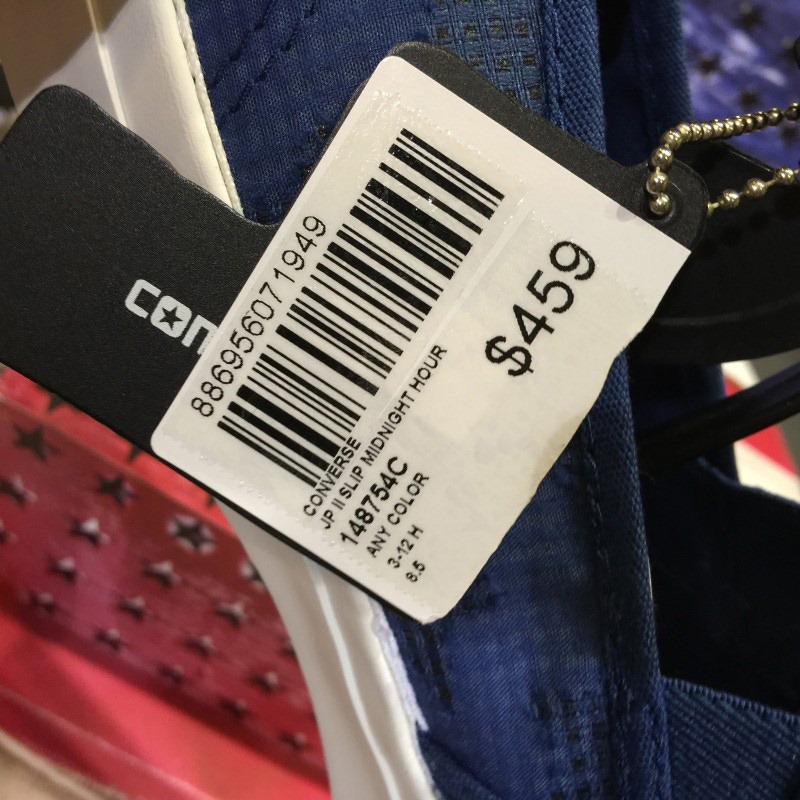 CON
886956071949
$459
CONVERSE
JP II SLIP MIDNIGHT HOUR
148754C
ANY COLOR
3-12 H
8.5